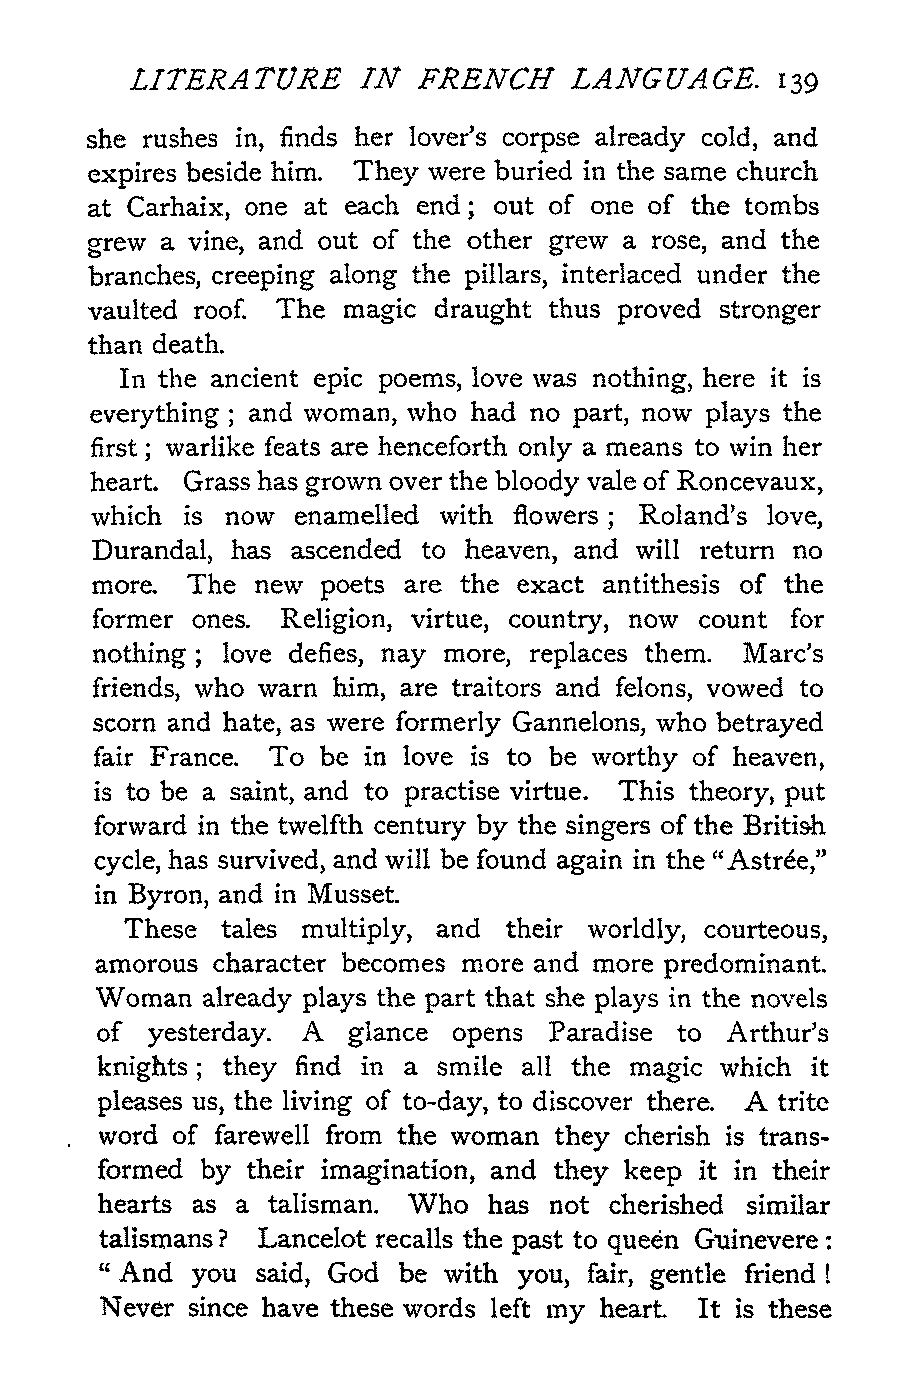 LITERATURE IN FRENCH LANGUAGE. 139
she rushes in, finds her lover's corpse already cold, and
expires beside him. They were buried in the same church
at Carhaix, one at each end; out of one of the tombs
grew a vine, and out of the other grew a rose, and the
branches, creeping along the pillars, interlaced under the
vaulted roof. The magic draught thus proved stronger
than death.
In the ancient epic poems, love was nothing, here it is
everything; and woman, who had no part, now plays the
first; warlike feats are henceforth only a means to win her
heart. Grass has grown over the bloody vale of Roncevaux,
which is now enamelled with flowers; Roland's love,
Durandal, has ascended to heaven, and will return no
more. The new poets are the exact antithesis of the
former ones. Religion, virtue, country, now count for
nothing; love defies, nay more, replaces them. Marc's
friends, who warn him, are traitors and felons, vowed to
scorn and hate, as were formerly Gannelons, who betrayed
fair France. To be in love is to be worthy of heaven,
is to be a saint, and to practise virtue. This theory, put
forward in the twelfth century by the singers of the British
cycle, has survived, and will be found again in the "Astrée,"
in Byron, and in Musset.
These tales multiply, and their worldly, courteous,
amorous character becomes more and more predominant.
Woman already plays the part that she plays in the novels
of yesterday. A glance opens Paradise to Arthur's
knights; they find in a smile all the magic which it
pleases us, the living of to-day, to discover there. A trite
word of farewell from the woman they cherish is trans-
formed by their imagination, and they keep it in their
hearts as a talisman. Who has not cherished similar
talismans? Lancelot recalls the past to queen Guinevere:
"And you said, God be with you, fair, gentle friend!
Never since have these words left my heart. It is these